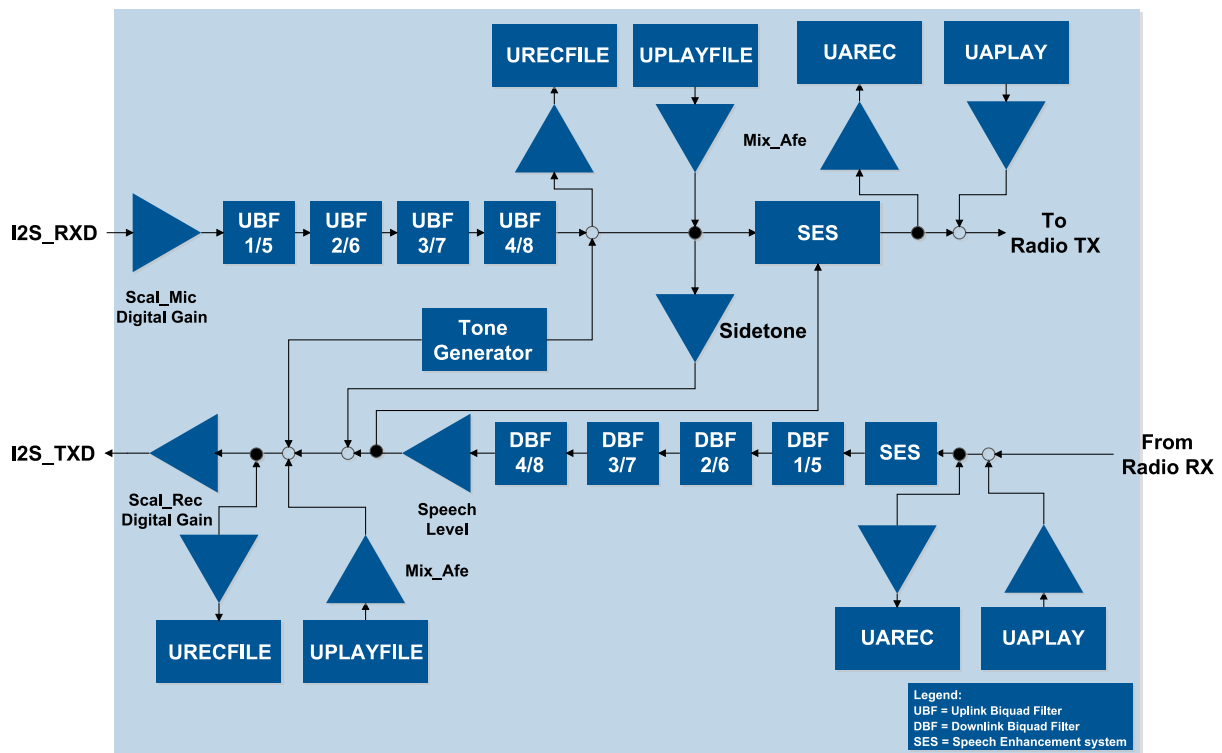 URECFILE
UPLAYFILE
UAREC
UAPLAY
Mix_Afe
I2S_RXD
UBF
1/5
UBF
2/6
UBF
3/7
UBF
4/8
SES
To
Radio TX
Scal_Mic
Digital Gain
Tone
Generator
Sidetone
I2S_TXD
DBF
4/8
DBF
3/7
DBF
2/6
DBF
1/5
SES
From
Radio RX
Scal_Rec
Digital Gain
Speech
Level
Mix_Afe
URECFILE
UPLAYFILE
UAREC
UAPLAY
Legend:
UBF = Uplink Biquad Filter
DBF = Downlink Biquad Filter
SES = Speech Enhancement system